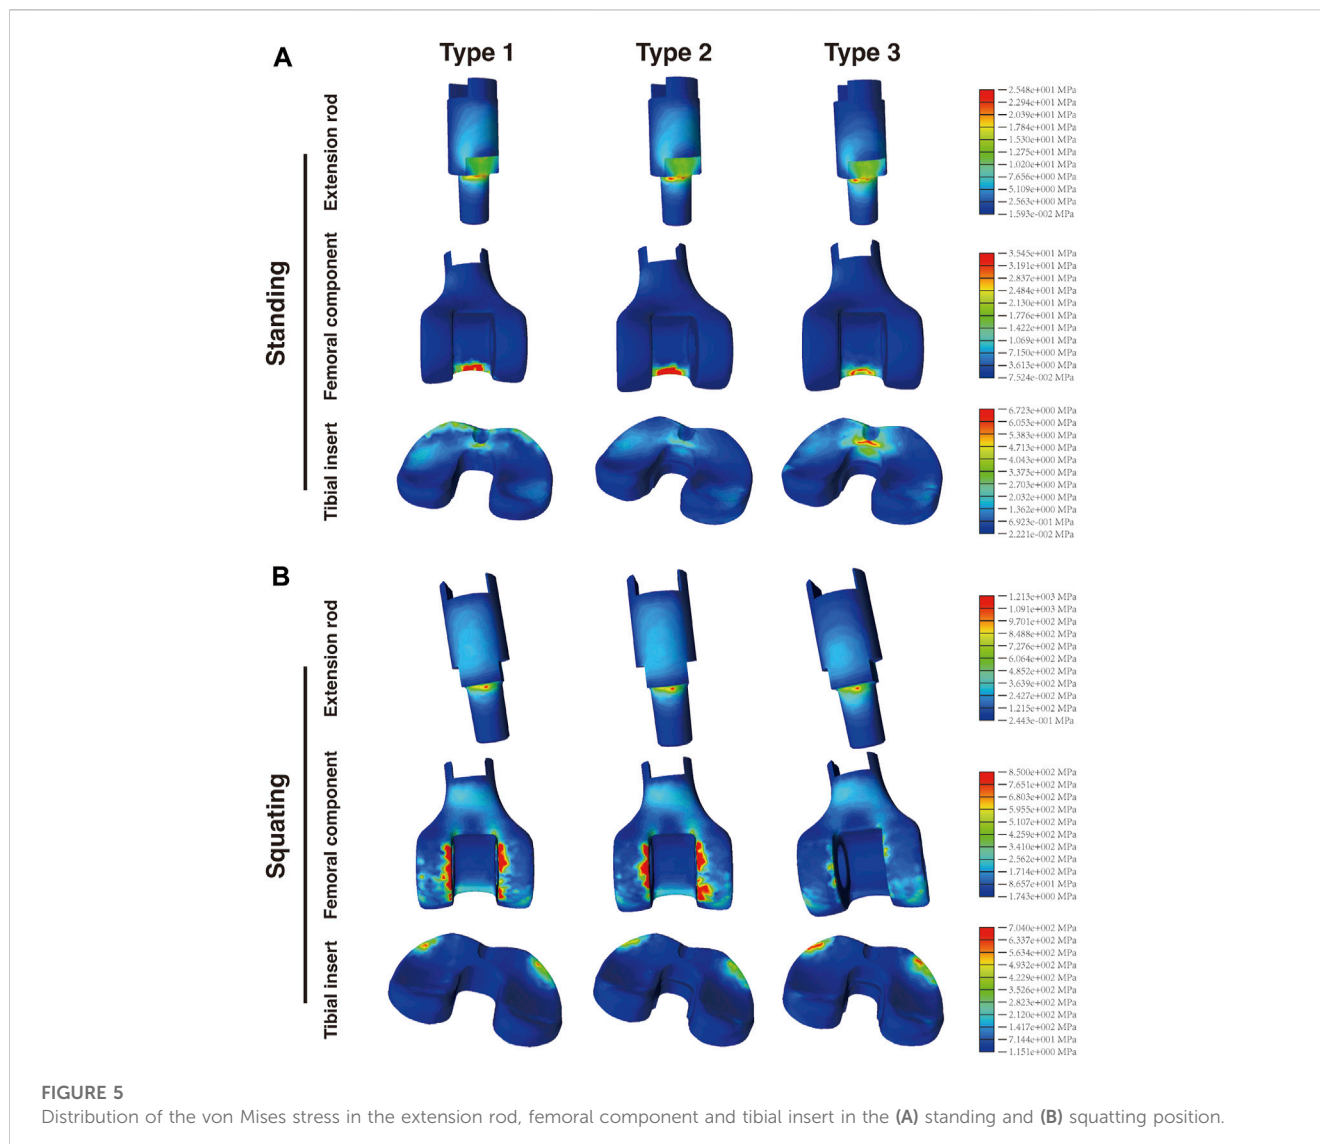 A
Type 1
Type 2
Type 3
Standing
Extension rod
2.548e+001 MPa
2.294e+001 MPa
2.039e+001 MPa
1.784e+001 MPa
1.530e+001 MPa
1.275e+001 MPa
1.020e+001 MPa
7.656e+000 MPa
5.109e+000 MPa
2.563e+000 MPa
1.593e-002 MPa
Femoral component
3.545e+001 MPa
3.191e+001 MPa
2.837e+001 MPa
2.484e+001 MPa
2.130e+001 MPa
1.776e+001 MPa
1.422e+001 MPa
1.069e+001 MPa
7.150e+000 MPa
3.613e+000 MPa
7.524e-002 MPa
Tibial insert
6.723e+000 MPa
6.053e+000 MPa
5.383e+000 MPa
4.713e+000 MPa
4.043e+000 MPa
3.373e+000 MPa
2.703e+000 MPa
2.032e+000 MPa
1.362e+000 MPa
6.923e-001 MPa
2.221e-002 MPa
B
Squating
Extension rod
1.213e+003 MPa
1.091e+003 MPa
9.701e+002 MPa
8.488e+002 MPa
7.276e+002 MPa
6.064e+002 MPa
4.852e+002 MPa
3.639e+002 MPa
2.427e+002 MPa
1.215e+002 MPa
2.443e-001 MPa
Femoral component
8.500e+002 MPa
7.651e+002 MPa
6.803e+002 MPa
5.955e+002 MPa
5.107e+002 MPa
4.259e+002 MPa
3.410e+002 MPa
2.562e+002 MPa
1.714e+002 MPa
8.657e+001 MPa
1.743e+000 MPa
Tibial insert
7.040e+002 MPa
6.337e+002 MPa
5.634e+002 MPa
4.932e+002 MPa
4.229e+002 MPa
3.526e+002 MPa
2.823e+002 MPa
2.120e+002 MPa
1.417e+002 MPa
7.144e+001 MPa
1.151e+000 MPa
FIGURE 5
Distribution of the von Mises stress in the extension rod, femoral component and tibial insert in the (A) standing and (B) squatting position.